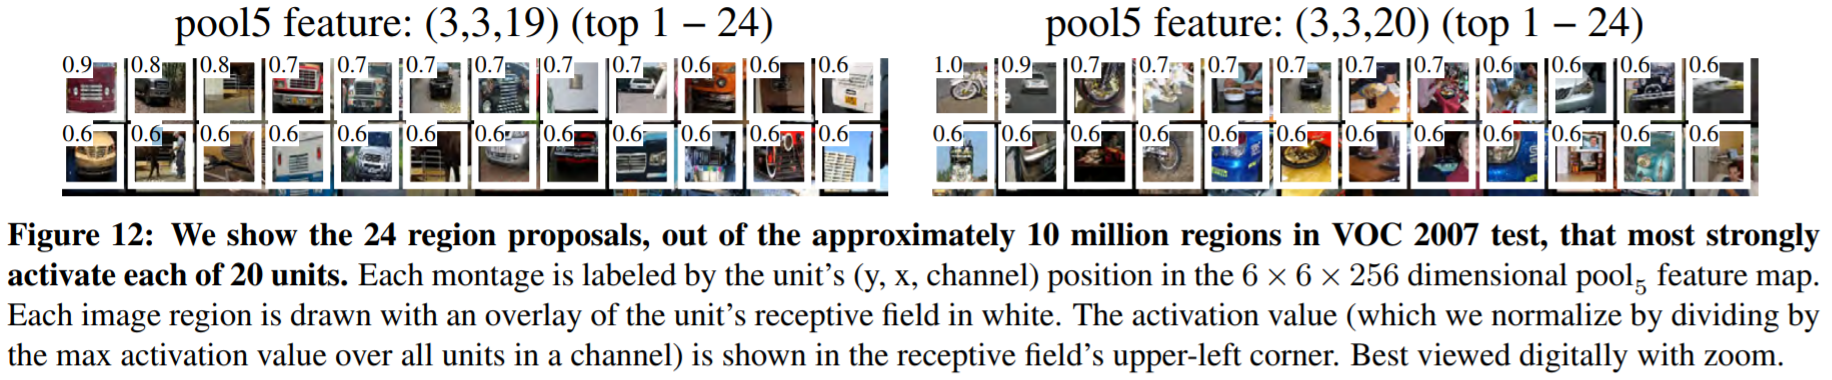 pool5 feature: (3,3,19) (top 1 − 24)
pool5 feature: (3,3,20) (top 1 − 24)
0.9 0.8 0.8 0.7 0.7 0.7 0.7 0.7 0.7 0.6 0.6 0.6
1.0 0.9 0.7 0.7 0.7 0.7 0.7 0.7 0.6 0.6 0.6 0.6
0.6 0.6 0.6 0.6 0.6 0.6 0.6 0.6 0.6 0.6 0.6 0.6
0.6 0.6 0.6 0.6 0.6 0.6 0.6 0.6 0.6 0.6 0.6 0.6
Figure 12: We show the 24 region proposals, out of the approximately 10 million regions in VOC 2007 test, that most strongly
activate each of 20 units. Each montage is labeled by the unit's (y, x, channel) position in the 6 × 6 × 256 dimensional pool₅ feature map.
Each image region is drawn with an overlay of the unit's receptive field in white. The activation value (which we normalize by dividing by
the max activation value over all units in a channel) is shown in the receptive field's upper-left corner. Best viewed digitally with zoom.